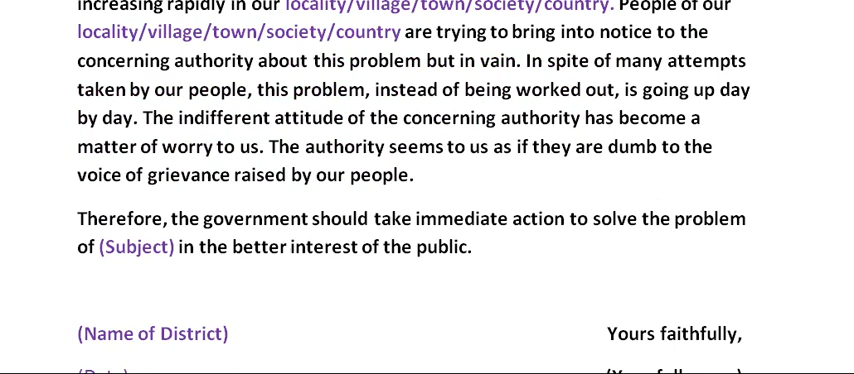 increasing rapidly in our locality/village/town/society/country. People of our
locality/village/town/society/country are trying to bring into notice to the
concerning authority about this problem but in vain. In spite of many attempts
taken by our people, this problem, instead of being worked out, is going up day
by day. The indifferent attitude of the concerning authority has become a
matter of worry to us. The authority seems to us as if they are dumb to the
voice of grievance raised by our people.
Therefore, the government should take immediate action to solve the problem
of (Subject) in the better interest of the public.
(Name of District) Yours faithfully,